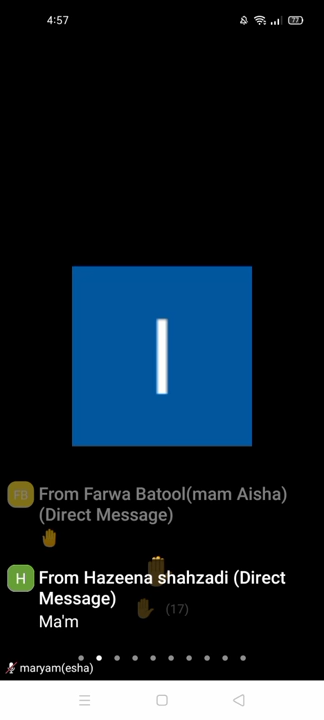 4:57
77
I
FB
From Farwa Batool(mam Aisha)
(Direct Message)
H
From Hazeena shahzadi (Direct
Message)
Ma'm
(17)
maryam(esha)